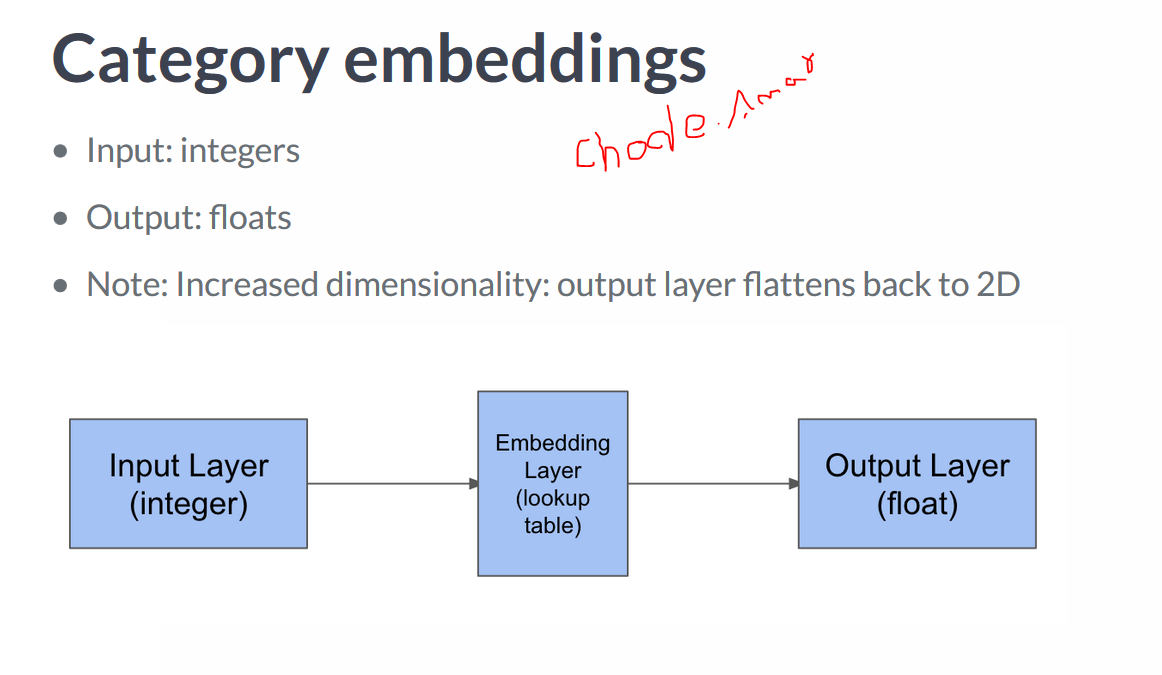 Category embeddings
Chode.Amar
• Input: integers
• Output: floats
• Note: Increased dimensionality: output layer flattens back to 2D
Input Layer
(integer)
Embedding
Layer
(lookup
table)
Output Layer
(float)